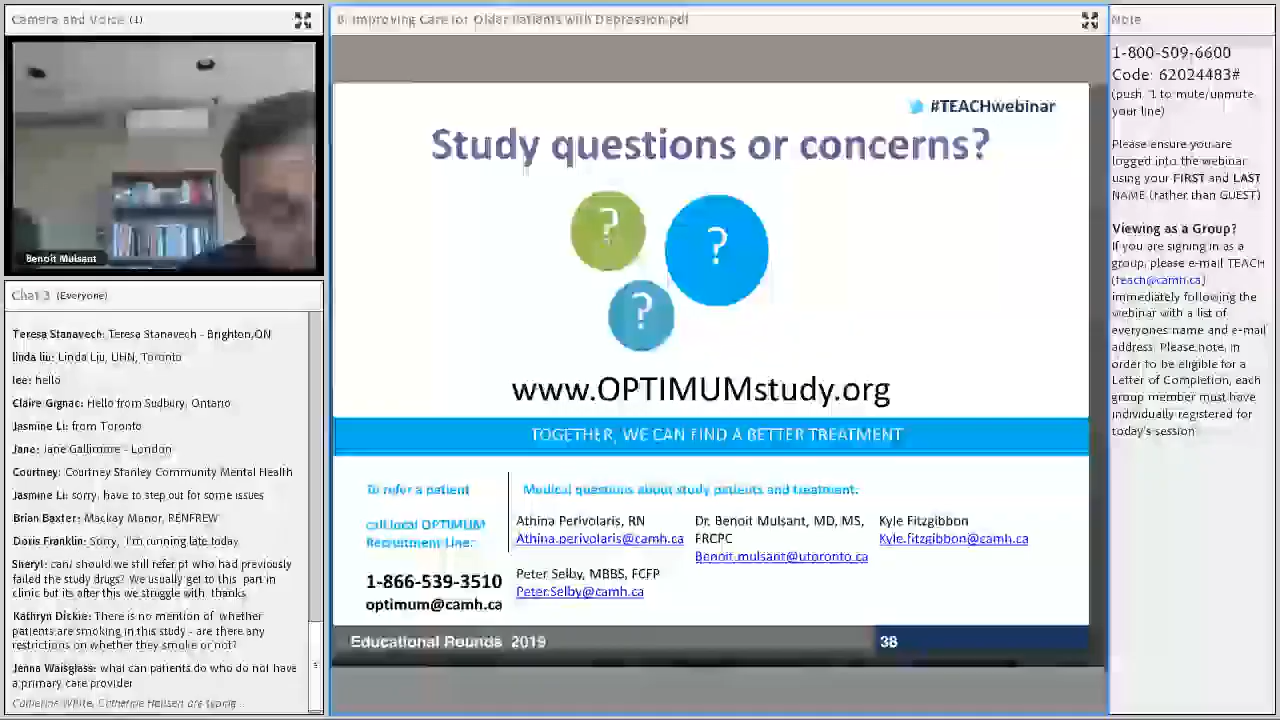 Camera and Voice (1)
Benoit Mulsant
Chat 3 (Everyone)
Teresa Stanavech: Teresa Stanavech - Brighton,ON
linda liu: Linda Liu, UHN, Toronto
lee: hello
Claire Gignac: Hello from Sudbury, Ontario
Jasmine Li: from Toronto
Jane: Jane Gallimore - London
Courtney: Courtney Stanley Community Mental Health
Jasmine Li: sorry, have to step out for some issues
Brian Baxter: Mackay Manor, RENFREW
Doris Franklin: Sorry, I'm running late today
cheryl: can/ should we still refer pt who had previously
failed the study drugs? We usually get to this part in
clinic but its after this we struggle with. thanks
Kathryn Dickie: There is no mention of whether
patients are smoking in this study - are there any
restrictions on whether they smoke or not?
Jenna Waisglass: what can patients do who do not have
a primary care provider
Catherine White, Catherine are typing...
8. Improving Care for Older Patients with Depression.pdf
#TEACHwebinar
Study questions or concerns?
?
?
?
www.OPTIMUMstudy.org
TOGETHER, WE CAN FIND A BETTER TREATMENT
To refer a patient
call local OPTIMUM
Recruitment Line:
1-866-539-3510
optimum@camh.ca
Medical questions about study patients and treatment:
Athina Perivolaris, RN
Athina.perivolaris@camh.ca
Peter Selby, MBBS, FCFP
Peter.Selby@camh.ca
Dr. Benoit Mulsant, MD, MS,
FRCPC
Benoit.mulsant@utoronto.ca
Kyle Fitzgibbon
Kyle.fitzgibbon@camh.ca
Educational Rounds 2019
38
Note
1-800-509-6600
Code: 62024483#
(push *1 to mute/unmute
your line)
Please ensure you are
logged into the webinar
using your FIRST and LAST
NAME (rather than GUEST)
Viewing as a Group?
If you are signing in as a
group, please e-mail TEACH
(teach@camh.ca)
immediately following the
webinar with a list of
everyones name and e-mail
address. Please note, in
order to be eligible for a
Letter of Completion, each
group member must have
individually registered for
today's session